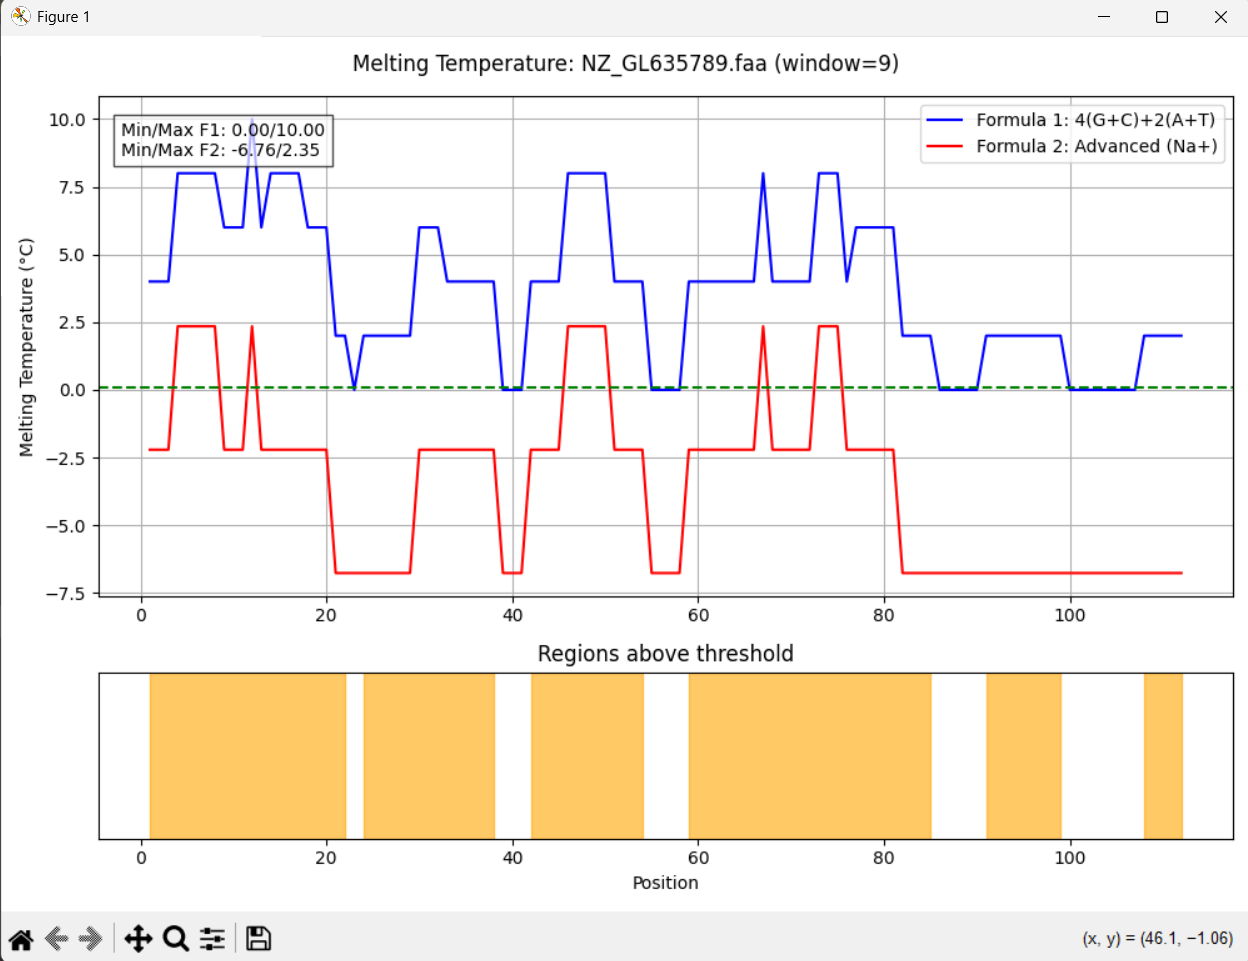 Figure 1
Melting Temperature: NZ_GL635789.faa (window=9)
Min/Max F1: 0.00/10.00
Min/Max F2: -6.76/2.35
Formula 1: 4(G+C)+2(A+T)
Formula 2: Advanced (Na+)
Melting Temperature (°C)
10.0
7.5
5.0
2.5
0.0
−2.5
−5.0
−7.5
0 20 40 60 80 100
Regions above threshold
0 20 40 60 80 100
Position
(x, y) = (46.1, −1.06)